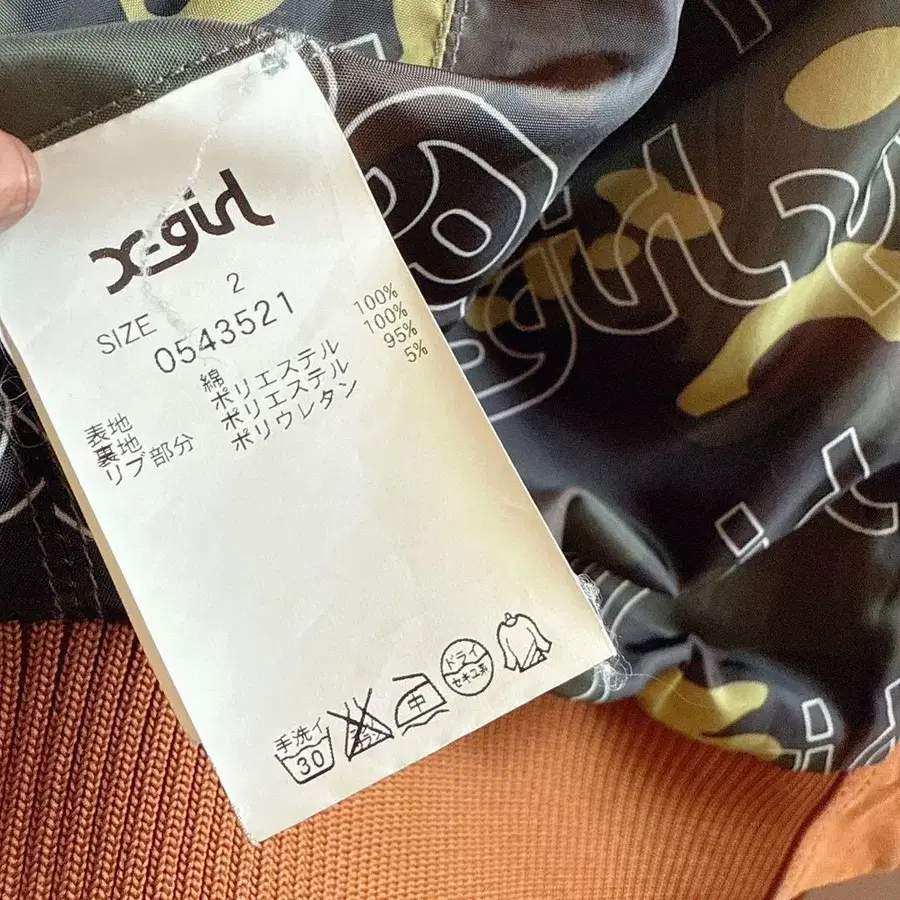 X-girl
SIZE 2
0543521
表地 綿 100%
裏地 ポリエステル 100%
リブ部分 ポリエステル 95%
ポリウレタン 5%
手洗イ
30
中
ドライ
セキユ系
girl